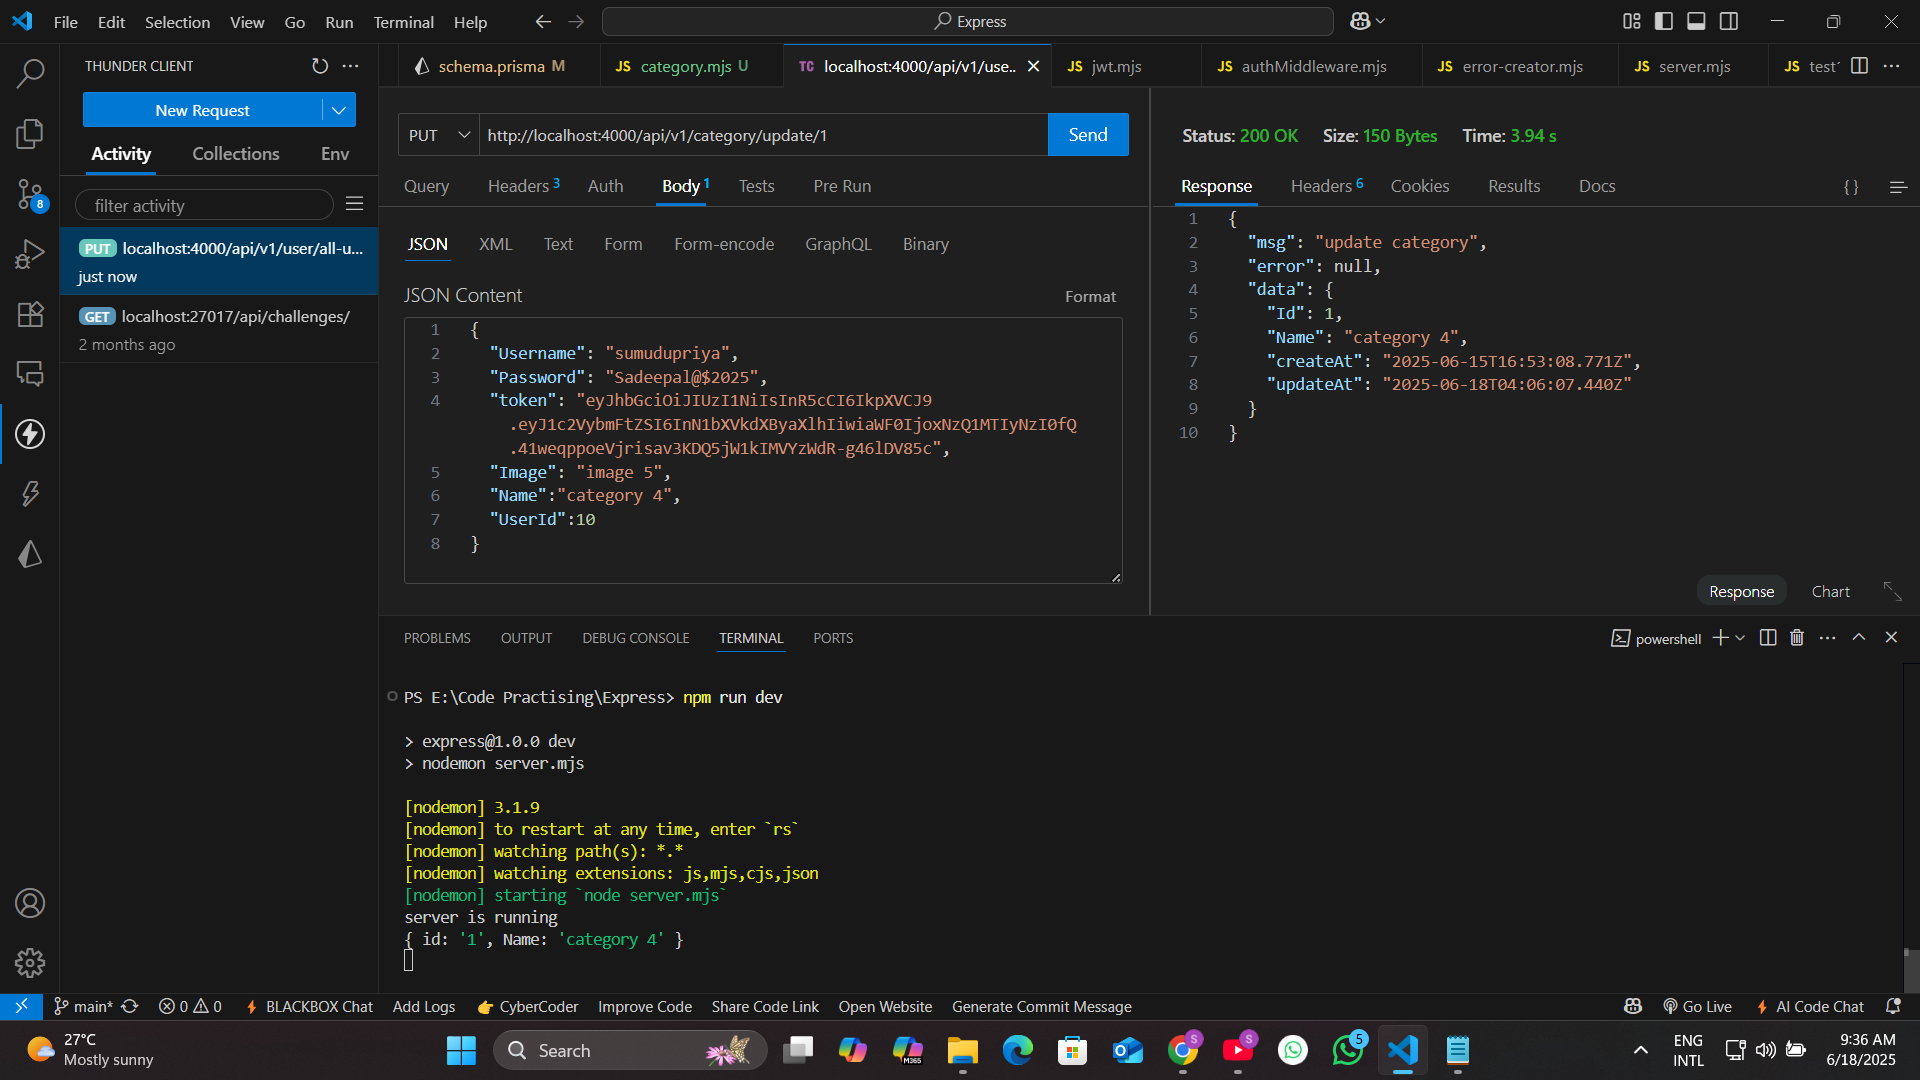 File Edit Selection View Go Run Terminal Help
Express
THUNDER CLIENT
New Request
Activity Collections Env
filter activity
PUT localhost:4000/api/v1/user/all-u...
just now
GET localhost:27017/api/challenges/
2 months ago
8
schema.prisma M
JS category.mjs U
TC localhost:4000/api/v1/use..
JS jwt.mjs
JS authMiddleware.mjs
JS error-creator.mjs
JS server.mjs
JS test
PUT http://localhost:4000/api/v1/category/update/1 Send
Query Headers 3 Auth Body 1 Tests Pre Run
JSON XML Text Form Form-encode GraphQL Binary
JSON Content Format
1 {
2 "Username": "sumudupriya",
3 "Password": "Sadeepal@$2025",
4 "token": "eyJhbGciOiJIUzI1NiIsInR5cCI6IkpXVCJ9
.eyJ1c2VybmFtZSI6InN1bXVkdXByaXlhIiwiaWF0IjoxNzQ1MTIyNzI0fQ
.41weqppoeVjrisav3KDQ5jW1kIMVYzWdR-g46lDV85c",
5 "Image": "image 5",
6 "Name":"category 4",
7 "UserId":10
8 }
Status: 200 OK Size: 150 Bytes Time: 3.94 s
Response Headers 6 Cookies Results Docs { }
1 {
2 "msg": "update category",
3 "error": null,
4 "data": {
5 "Id": 1,
6 "Name": "category 4",
7 "createAt": "2025-06-15T16:53:08.771Z",
8 "updateAt": "2025-06-18T04:06:07.440Z"
9 }
10 }
Response Chart
PROBLEMS OUTPUT DEBUG CONSOLE TERMINAL PORTS
powershell
PS E:\Code Practising\Express> npm run dev
> express@1.0.0 dev
> nodemon server.mjs
[nodemon] 3.1.9
[nodemon] to restart at any time, enter `rs`
[nodemon] watching path(s): *.*
[nodemon] watching extensions: js,mjs,cjs,json
[nodemon] starting `node server.mjs`
server is running
{ id: '1', Name: 'category 4' }
main* 0 0 BLACKBOX Chat Add Logs CyberCoder Improve Code Share Code Link Open Website Generate Commit Message
Go Live AI Code Chat
27°C
Mostly sunny
Search
M365
S
S
5
ENG
INTL
9:36 AM
6/18/2025